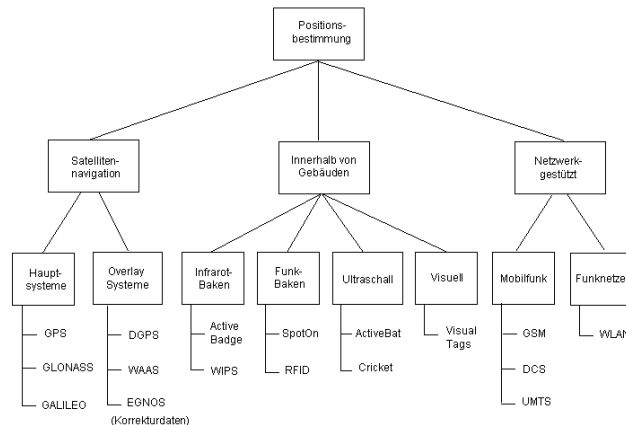 Positions-
bestimmung
Satelliten-
navigation
Innerhalb von
Gebäuden
Netzwerk-
gestützt
Haupt-
systeme
Overlay
Systeme
Infrarot-
Baken
Funk-
Baken
Ultraschall
Visuell
Mobilfunk
Funknetze
GPS
GLONASS
GALILEO
DGPS
WAAS
EGNOS
(Korrekturdaten)
Active
Badge
WIPS
SpotOn
RFID
ActiveBat
Cricket
Visual
Tags
GSM
DCS
UMTS
WLAN